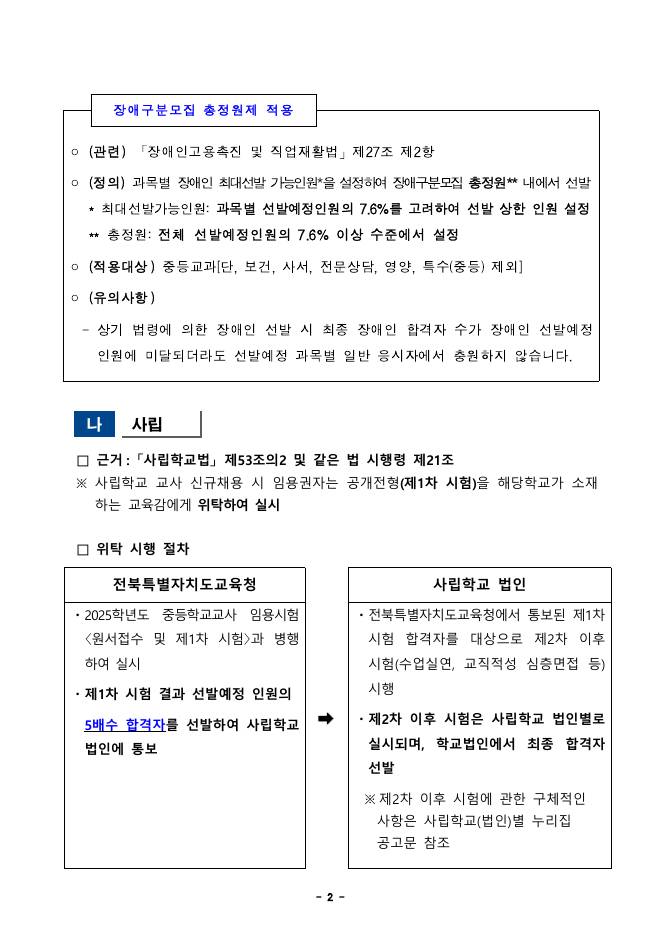 장애구분모집 총정원제 적용
○ (관련) 「장애인고용촉진 및 직업재활법」제27조 제2항
○ (정의) 과목별 장애인 최대선발 가능인원*을 설정하여 장애구분모집 총정원** 내에서 선발
* 최대선발가능인원: 과목별 선발예정인원의 7.6%를 고려하여 선발 상한 인원 설정
** 총정원: 전체 선발예정인원의 7.6% 이상 수준에서 설정
○ (적용대상) 중등교과[단, 보건, 사서, 전문상담, 영양, 특수(중등) 제외]
○ (유의사항)
- 상기 법령에 의한 장애인 선발 시 최종 장애인 합격자 수가 장애인 선발예정
인원에 미달되더라도 선발예정 과목별 일반 응시자에서 충원하지 않습니다.
나 사립
□ 근거:「사립학교법」제53조의2 및 같은 법 시행령 제21조
※ 사립학교 교사 신규채용 시 임용권자는 공개전형(제1차 시험)을 해당학교가 소재
하는 교육감에게 위탁하여 실시
□ 위탁 시행 절차
전북특별자치도교육청
・2025학년도 중등학교교사 임용시험
<원서접수 및 제1차 시험>과 병행
하여 실시
・제1차 시험 결과 선발예정 인원의
5배수 합격자를 선발하여 사립학교
법인에 통보
➡
사립학교 법인
・전북특별자치도교육청에서 통보된 제1차
시험 합격자를 대상으로 제2차 이후
시험(수업실연, 교직적성 심층면접 등)
시행
・제2차 이후 시험은 사립학교 법인별로
실시되며, 학교법인에서 최종 합격자
선발
※ 제2차 이후 시험에 관한 구체적인
사항은 사립학교(법인)별 누리집
공고문 참조
- 2 -